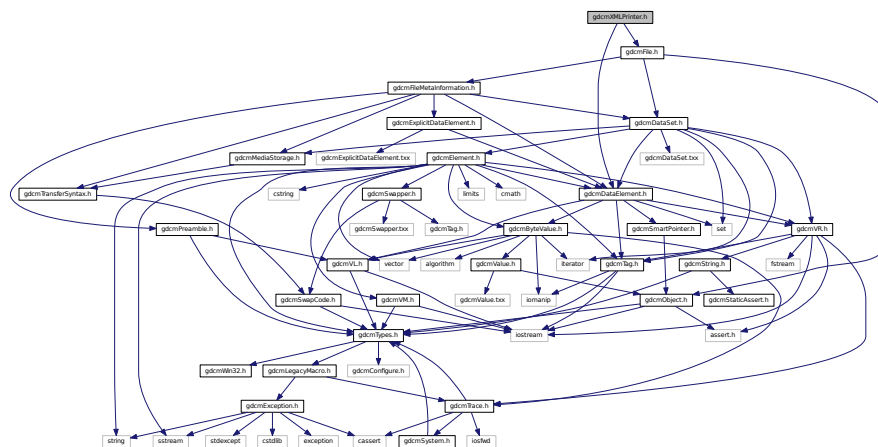 gdcmXMLPrinter.h
gdcmFile.h
gdcmFileMetaInformation.h
gdcmExplicitDataElement.h
gdcmDataSet.h
gdcmMediaStorage.h
gdcmExplicitDataElement.txx
gdcmElement.h
gdcmDataSet.txx
gdcmTransferSyntax.h
cstring
gdcmSwapper.h
limits
cmath
gdcmDataElement.h
gdcmPreamble.h
gdcmSwapper.txx
gdcmTag.h
gdcmByteValue.h
gdcmSmartPointer.h
set
gdcmVR.h
gdcmVL.h
vector
algorithm
gdcmValue.h
iterator
gdcmTag.h
gdcmString.h
fstream
gdcmSwapCode.h
gdcmVM.h
gdcmValue.txx
iomanip
gdcmObject.h
gdcmStaticAssert.h
gdcmTypes.h
iostream
assert.h
gdcmWin32.h
gdcmLegacyMacro.h
gdcmConfigure.h
gdcmException.h
gdcmTrace.h
string
sstream
stdexcept
cstdlib
exception
cassert
gdcmSystem.h
iosfwd